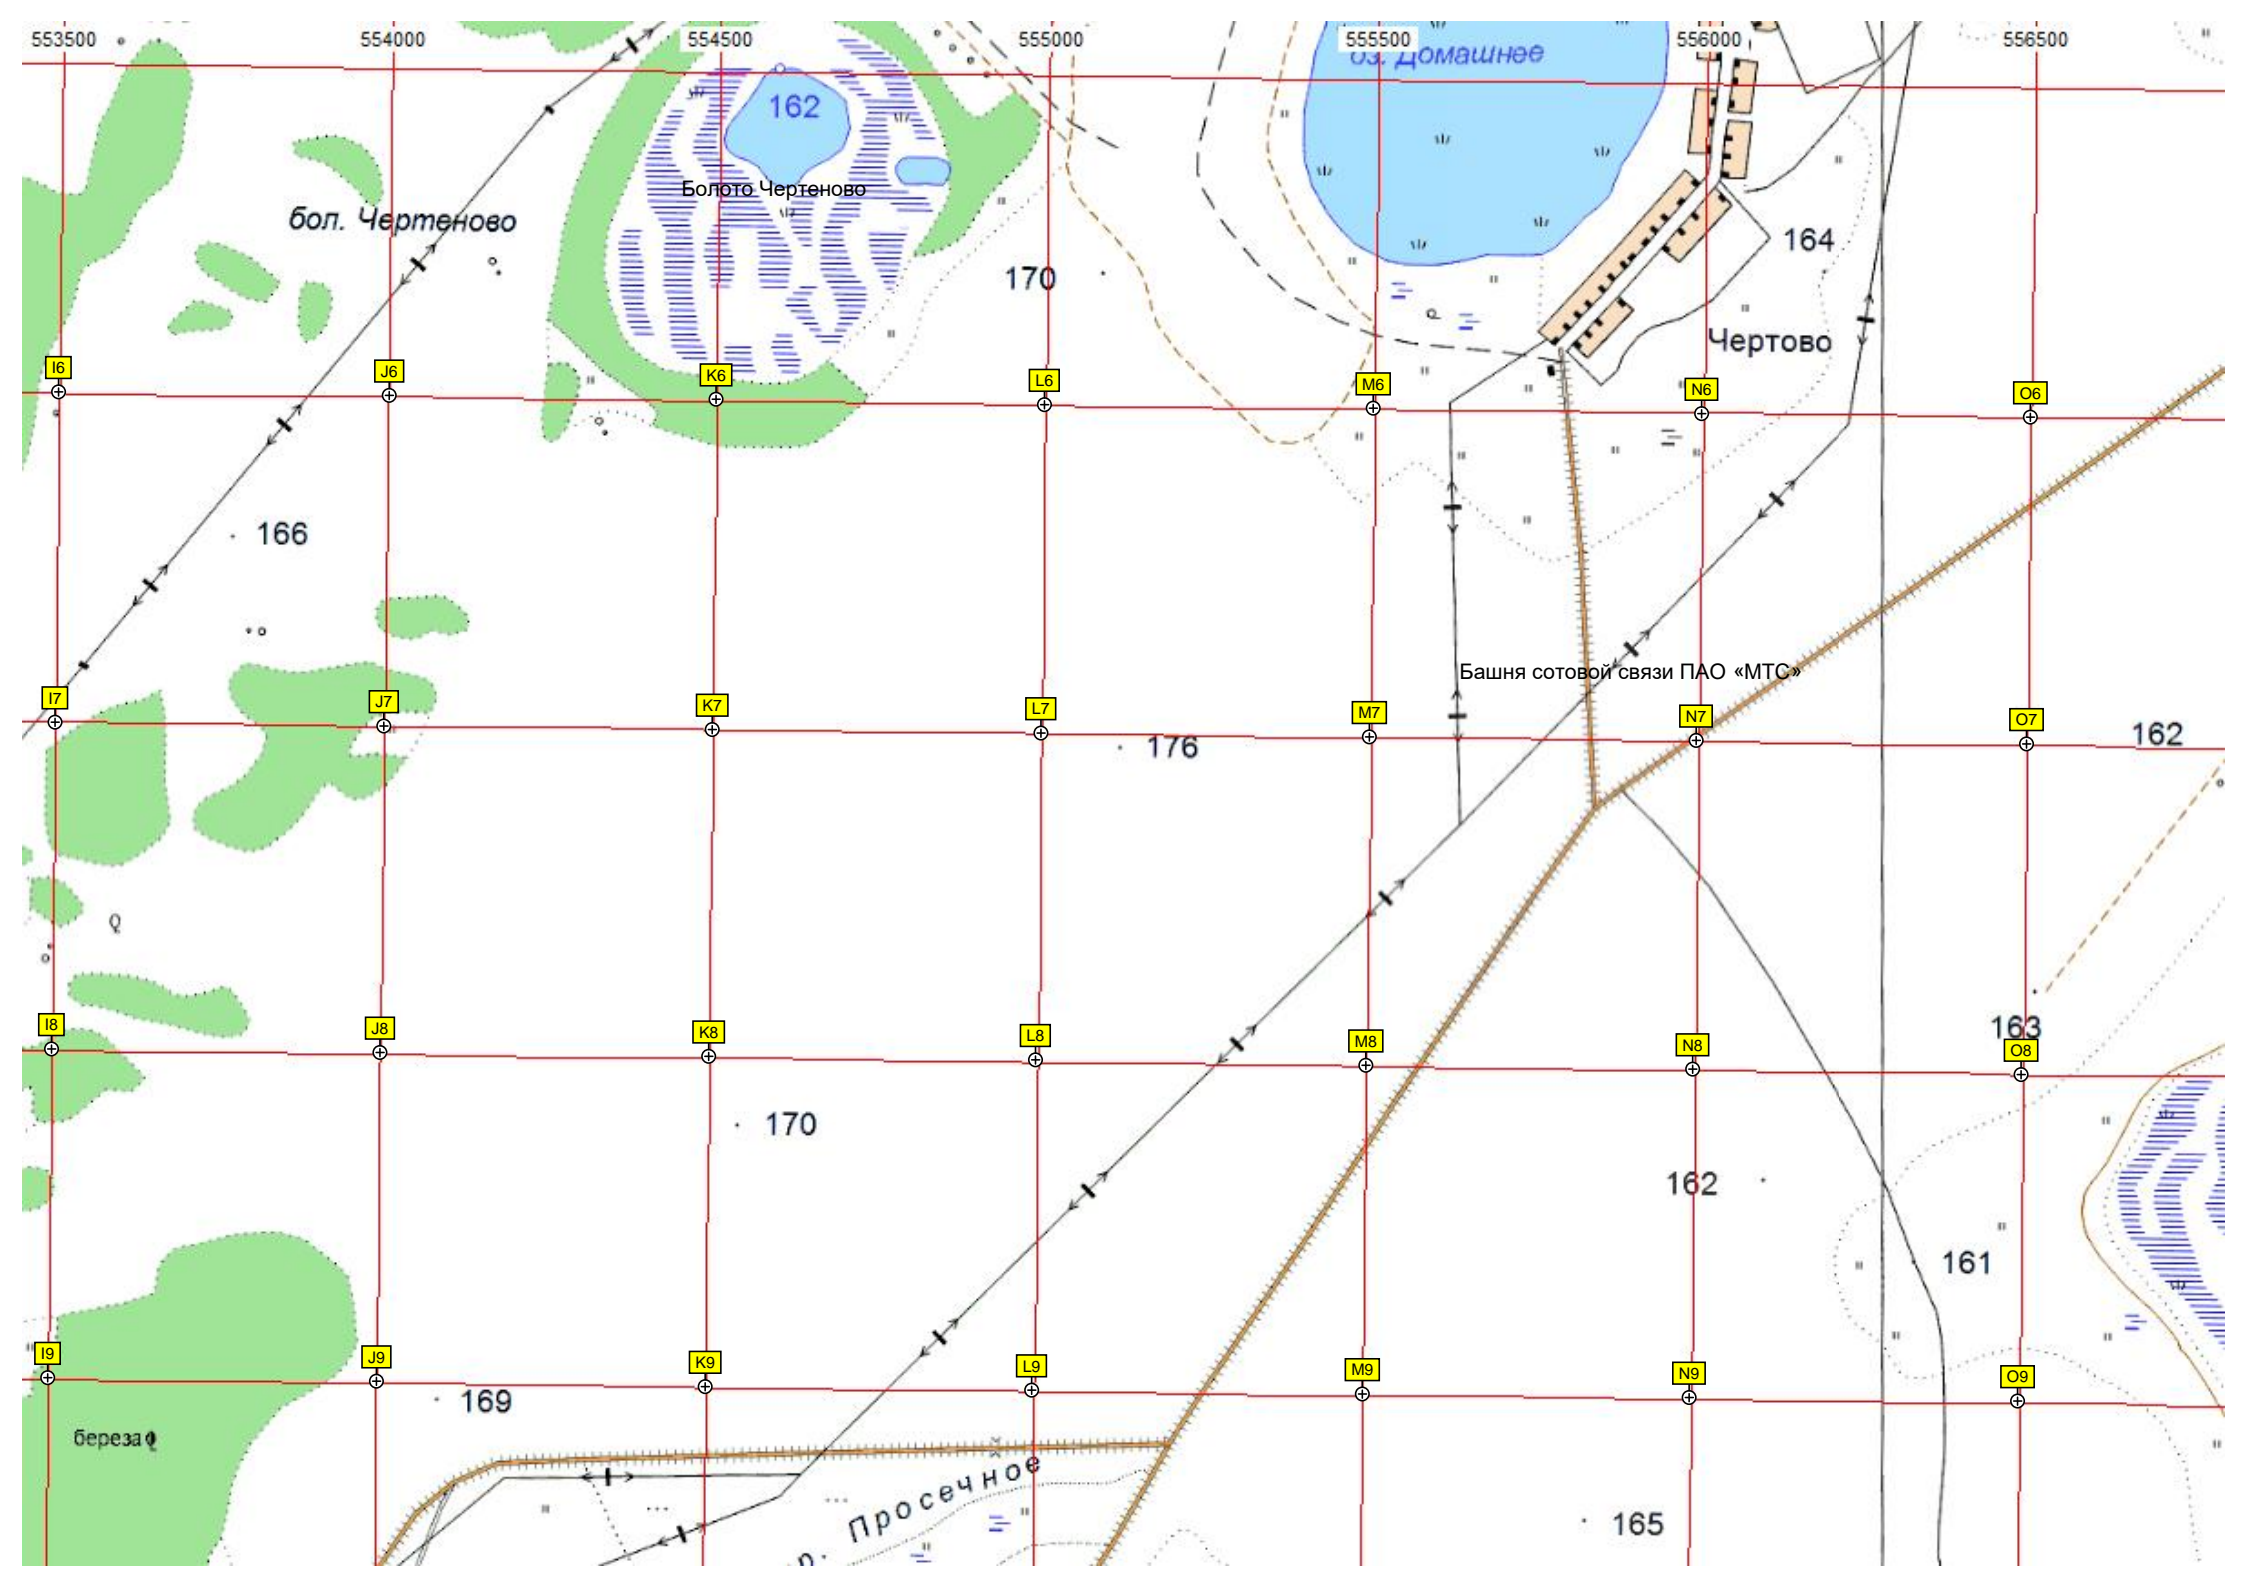 553500 554000 554500 555000 555500 556000 556500
оз. Домашнее
162
Болото Чертеново
бол. Чертеново
164
170
Чертово
I6 J6 K6 L6 M6 N6 O6
166
Башня сотовой связи ПАО «МТС»
I7 J7 K7 L7 M7 N7 O7
176
162
163
I8 J8 K8 L8 M8 N8 O8
170
162
161
I9 J9 K9 L9 M9 N9 O9
169
береза
р. Просечное
165